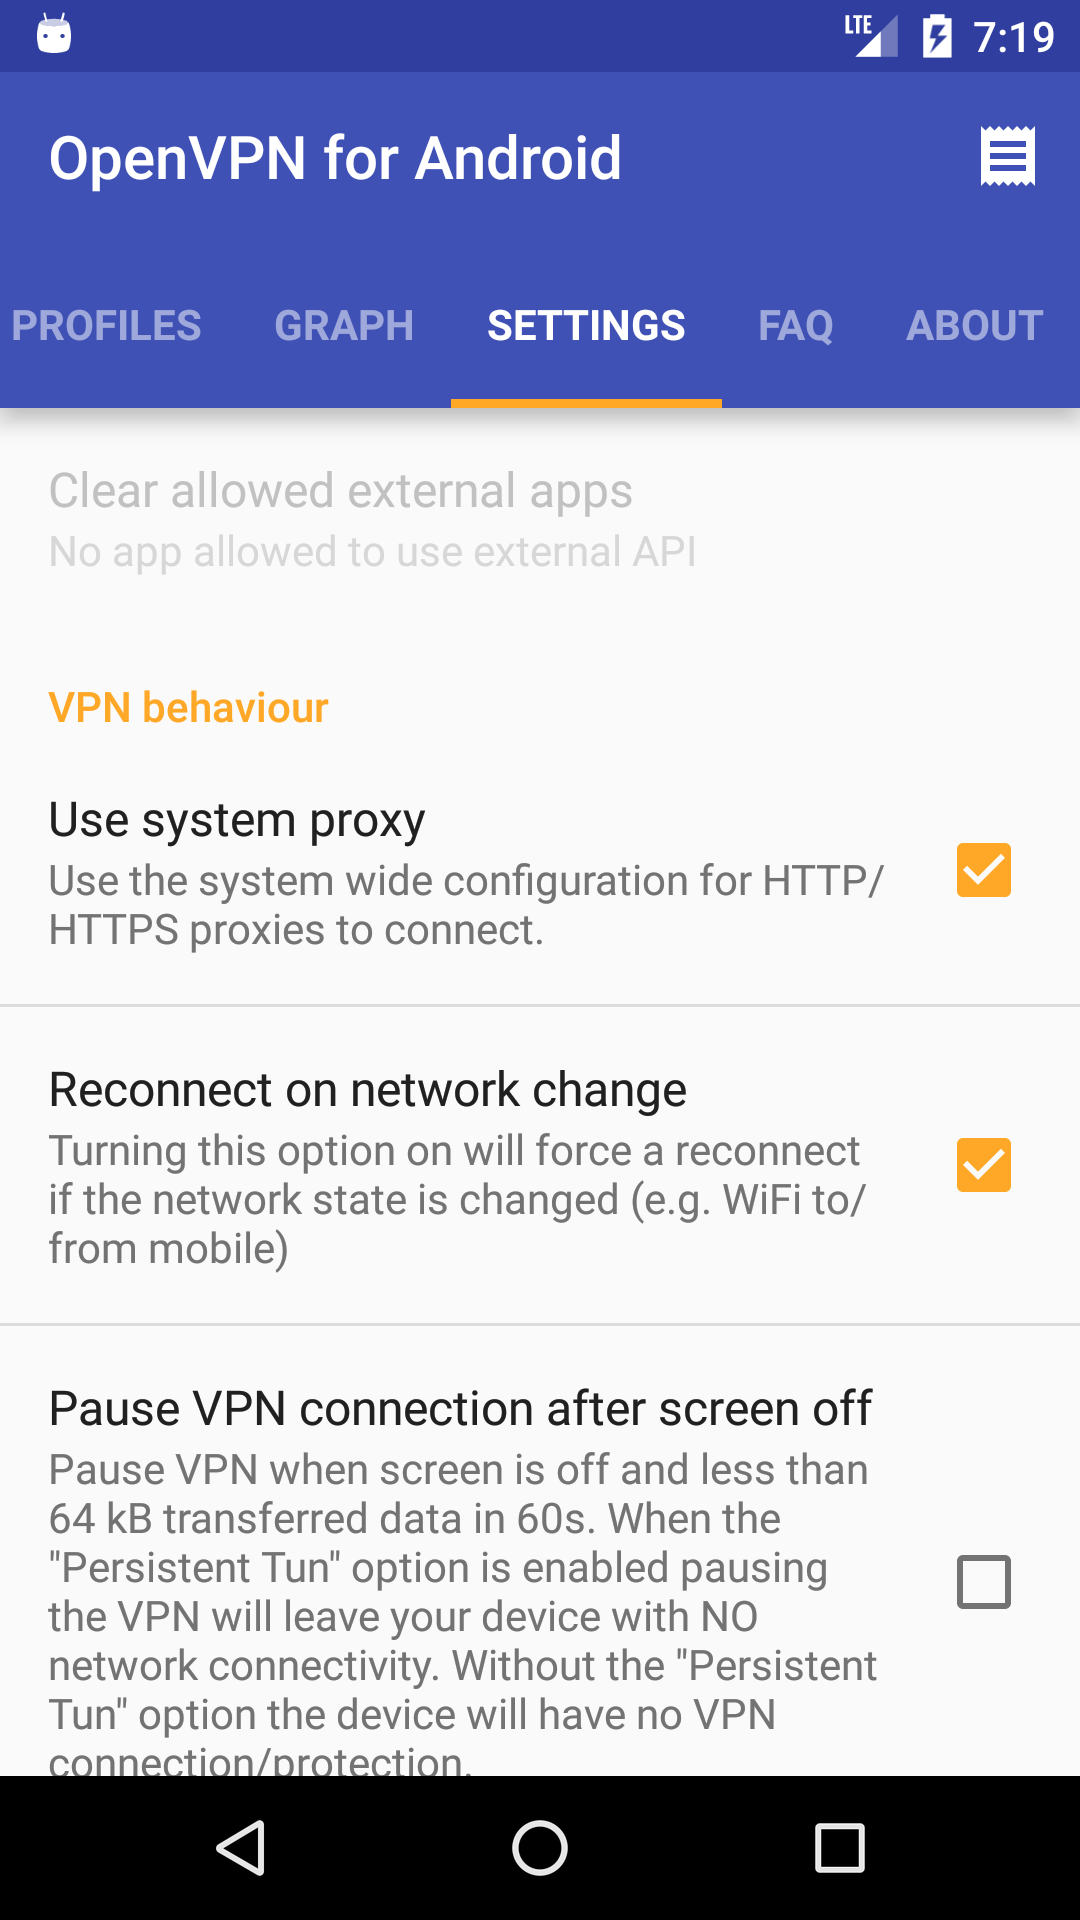 LTE 7:19
OpenVPN for Android
PROFILES GRAPH SETTINGS FAQ ABOUT
Clear allowed external apps
No app allowed to use external API
VPN behaviour
Use system proxy
Use the system wide configuration for HTTP/
HTTPS proxies to connect.
Reconnect on network change
Turning this option on will force a reconnect
if the network state is changed (e.g. WiFi to/
from mobile)
Pause VPN connection after screen off
Pause VPN when screen is off and less than
64 kB transferred data in 60s. When the
"Persistent Tun" option is enabled pausing
the VPN will leave your device with NO
network connectivity. Without the "Persistent
Tun" option the device will have no VPN
connection/protection.